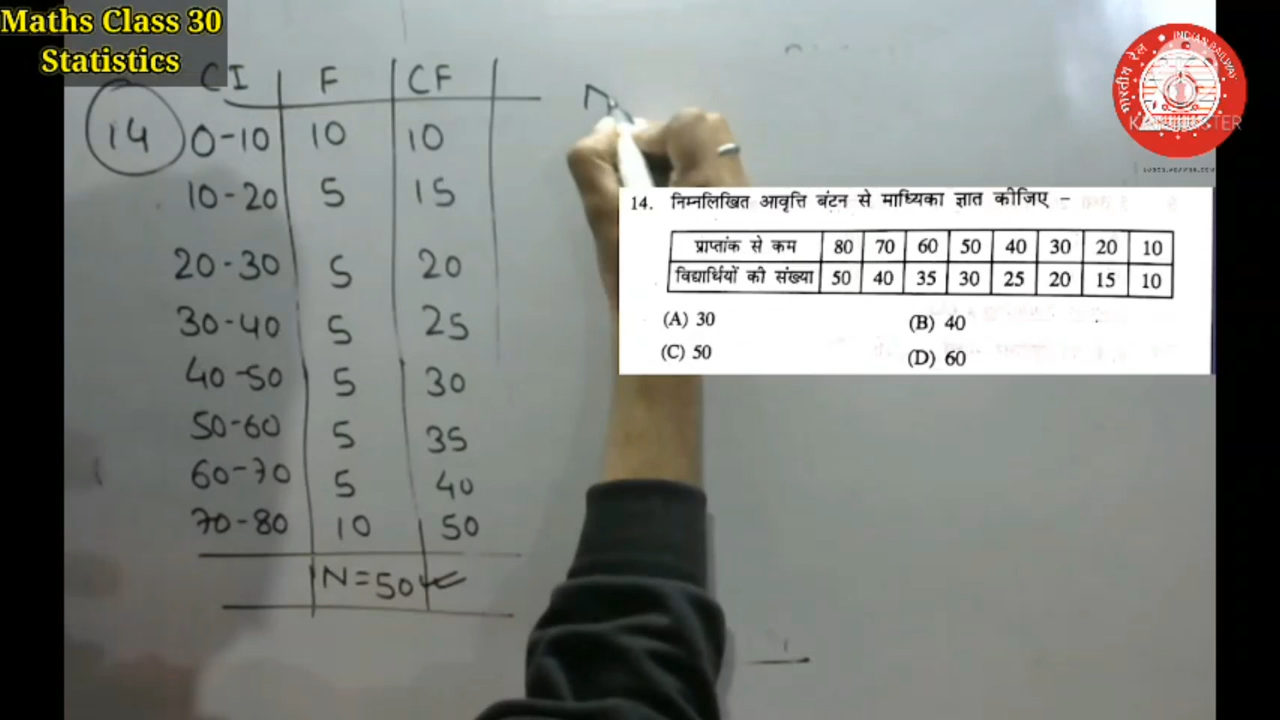 Maths Class 30
Statistics
14
CI F CF
0-10 10 10
10-20 5 15
20-30 5 20
30-40 5 25
40-50 5 30
50-60 5 35
60-70 5 40
70-80 10 50
N=50
14. निम्नलिखित आवृत्ति बंटन से माध्यिका ज्ञात कीजिए –
प्राप्तांक से कम 80 70 60 50 40 30 20 10
विद्यार्थियों की संख्या 50 40 35 30 25 20 15 10
(A) 30 (B) 40
(C) 50 (D) 60
भारतीय रेल INDIAN RAILWAY